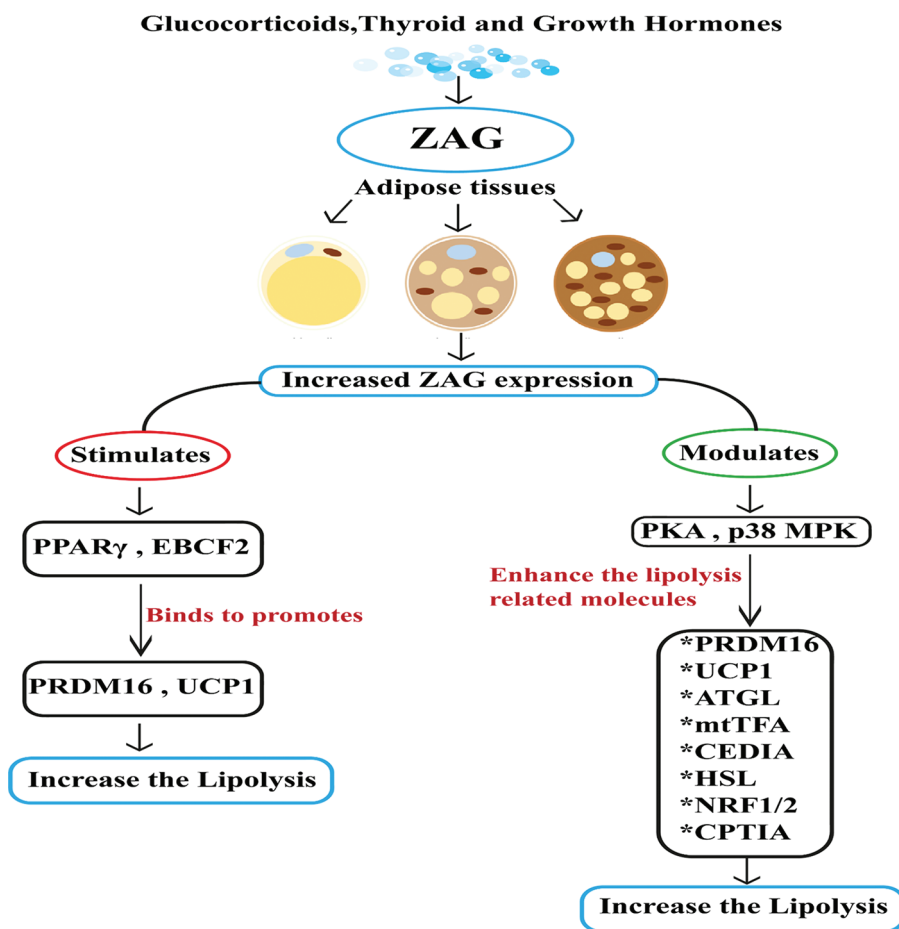 Glucocorticoids,Thyroid and Growth Hormones
ZAG
Adipose tissues
Increased ZAG expression
Stimulates
PPARγ , EBCF2
Binds to promotes
PRDM16 , UCP1
Increase the Lipolysis
Modulates
PKA , p38 MPK
Enhance the lipolysis
related molecules
*PRDM16
*UCP1
*ATGL
*mtTFA
*CEDIA
*HSL
*NRF1/2
*CPTIA
Increase the Lipolysis